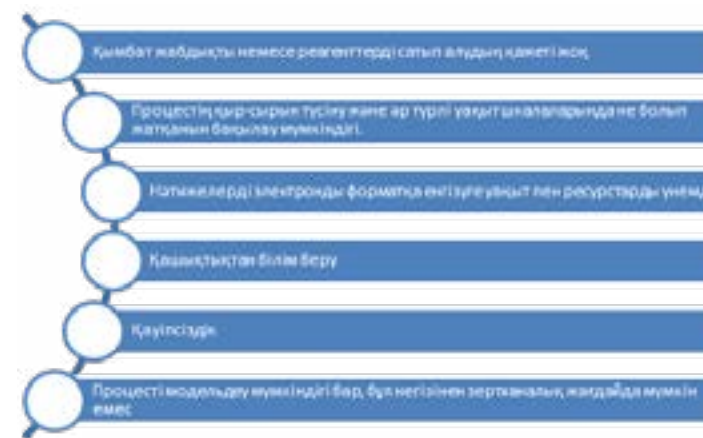 Қымбат жабдықты немесе реагенттерді сатып алудың қажеті жоқ
Процестің қыр-сырын түсіну және әр түрлі уақыт шкалаларында не болып
жатқанын бақылау мүмкіндігі.
Нәтижелерді электронды форматқа енгізуге уақыт пен ресурстарды
Қашықтықтан білім беру
Қауіпсіздік
Процесті модельдеу мүмкіндігі бар, бұл негізінен зертханалық жағдайда мүмкін
емес